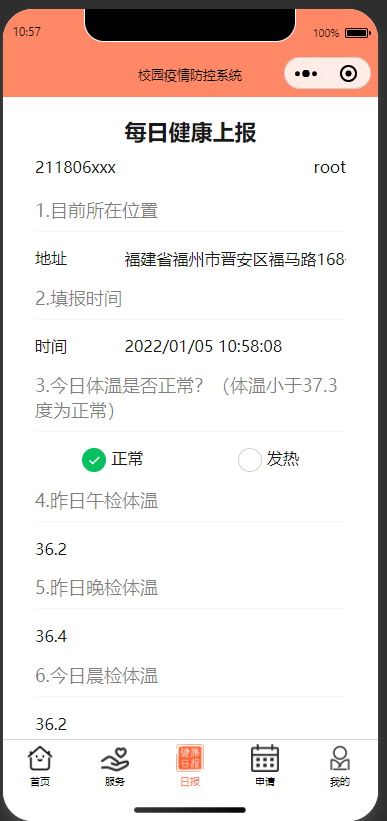 10:57
100%
校园疫情防控系统
每日健康上报
211806xxx root
1.目前所在位置
地址 福建省福州市晋安区福马路168
2.填报时间
时间 2022/01/05 10:58:08
3.今日体温是否正常？（体温小于37.3
度为正常）
正常 发热
4.昨日午检体温
36.2
5.昨日晚检体温
36.4
6.今日晨检体温
36.2
健康
日报
首页 服务 日报 申请 我的